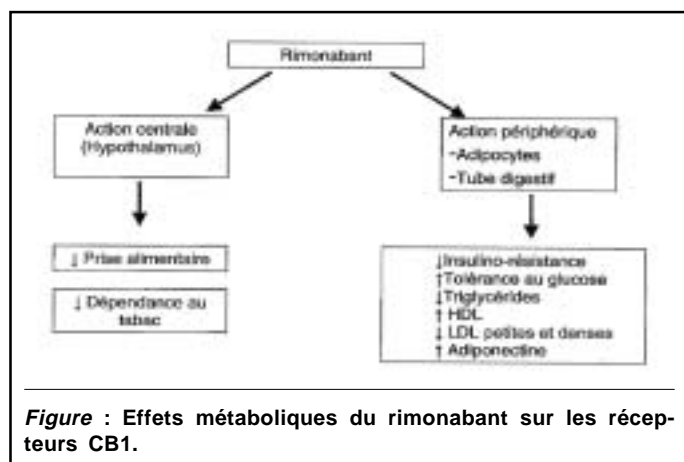 Rimonabant
Action centrale
(Hypothalamus)
↓ Prise alimentaire
↓ Dépendance au
tabac
Action périphérique
-Adipocytes
-Tube digestif
↓Insulino-résistance
↑Tolérance au glucose
↓Triglycérides
↑ HDL
↓ LDL petites et denses
↑ Adiponectine
Figure : Effets métaboliques du rimonabant sur les récep-
teurs CB1.